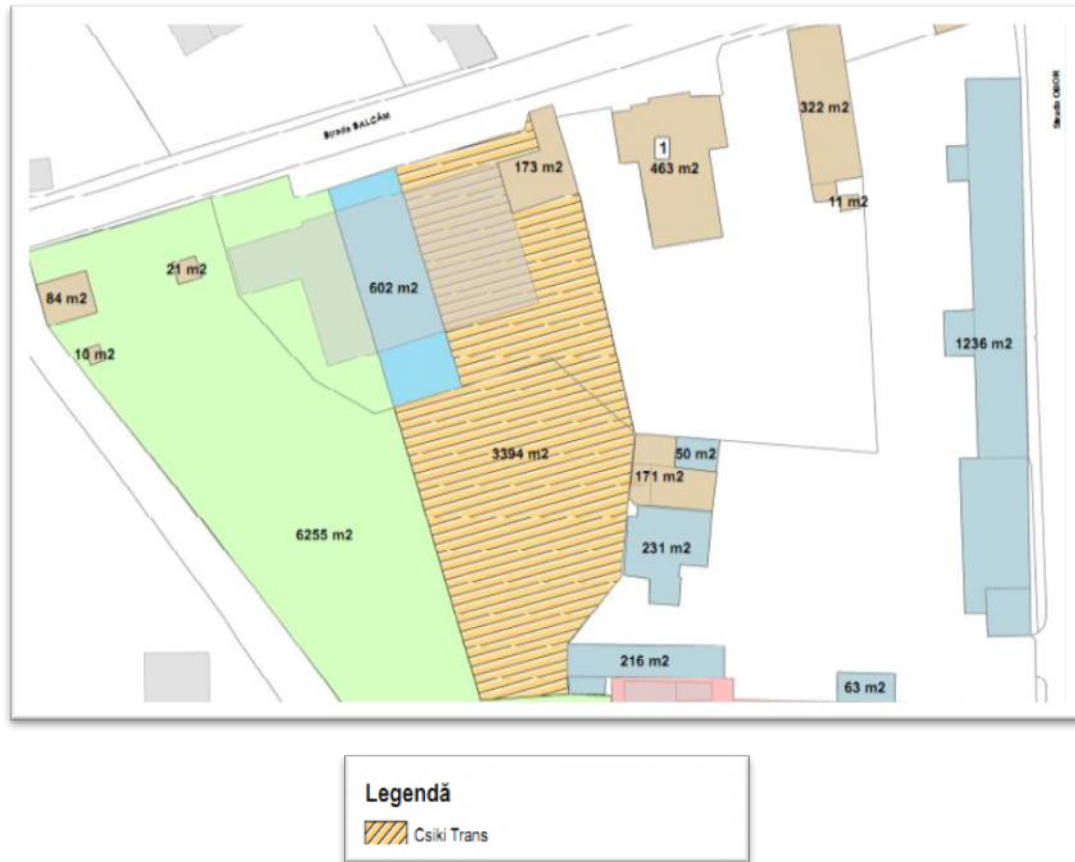 Strada BALCÂM
Strada OBOR
322 m2
173 m2
1
463 m2
11 m2
21 m2
602 m2
84 m2
10 m2
1236 m2
3394 m2
50 m2
171 m2
6255 m2
231 m2
216 m2
63 m2
Legendă
Csiki Trans